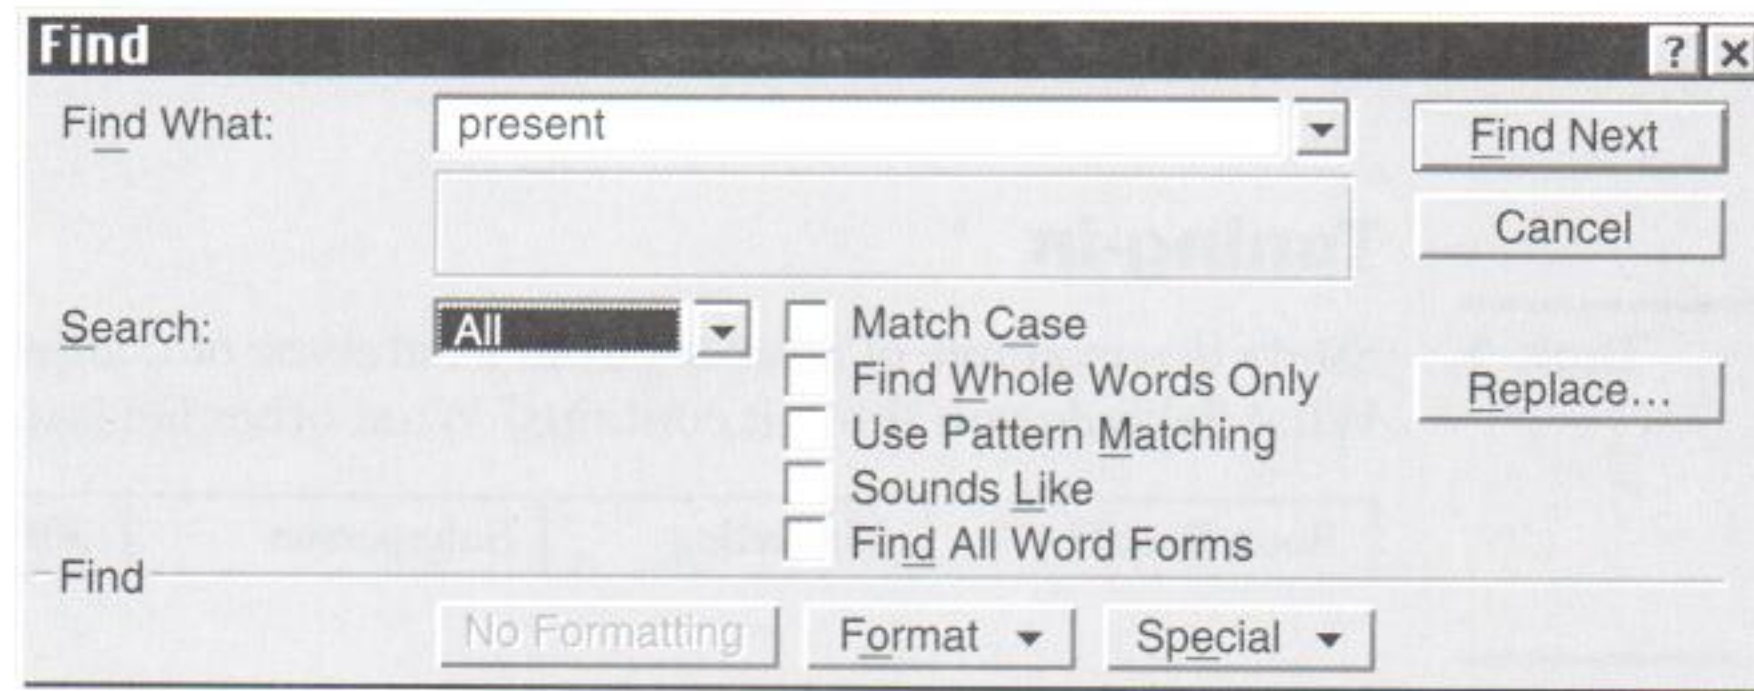 Find
? ×
Find What: present Find Next
Cancel
Search: All Match Case
Find Whole Words Only Replace...
Use Pattern Matching
Sounds Like
Find All Word Forms
Find
No Formatting Format Special